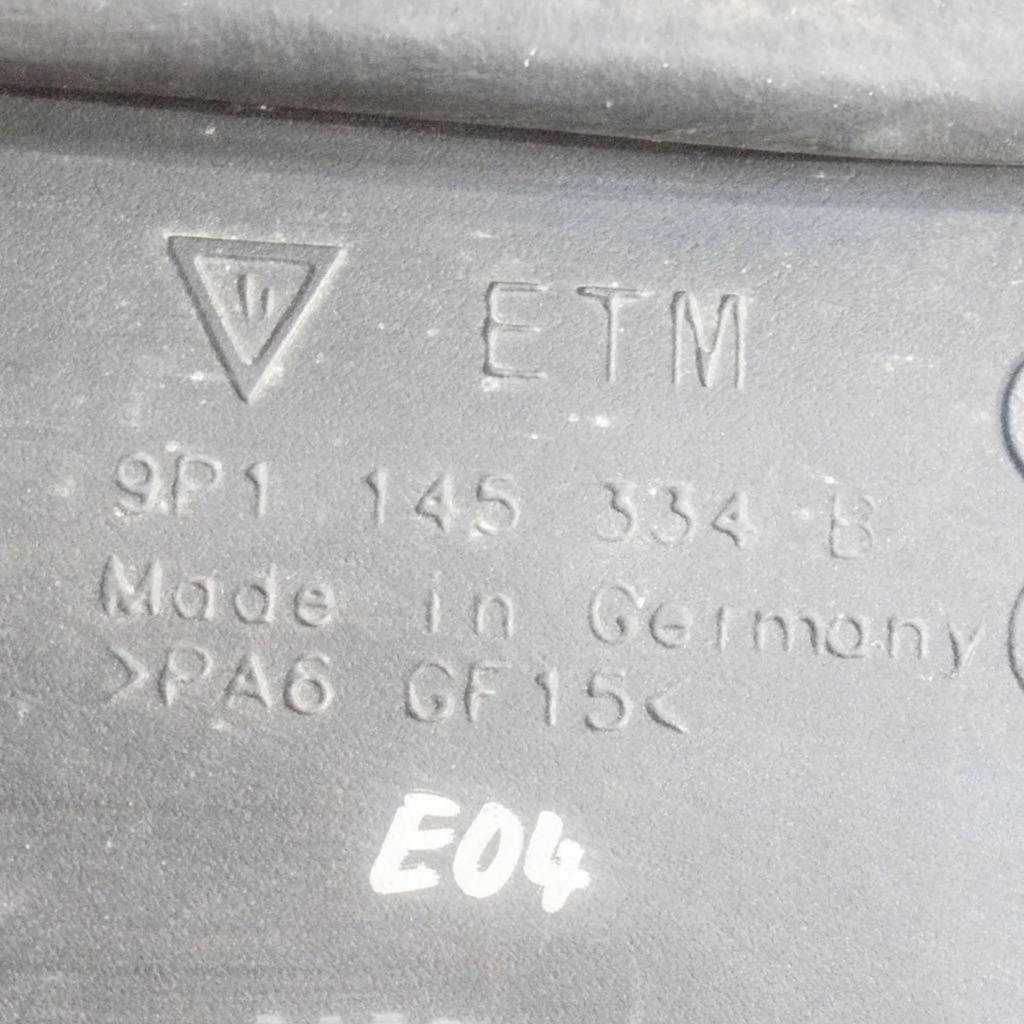 ETM
9P1 145 334 B
Made in Germany
>PA6 GF15<
E04